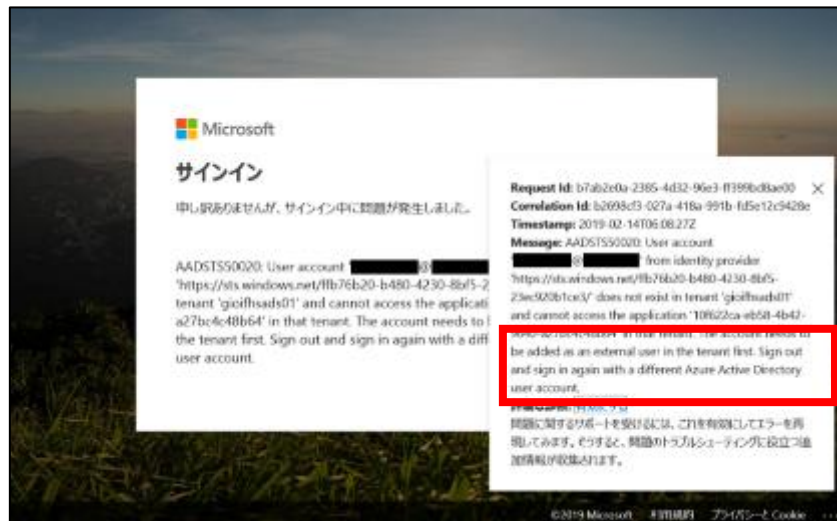 Microsoft
サインイン
申し訳ありませんが、サインイン中に問題が発生しました。
AADSTS50020: User account '
'https://sts.windows.net/ffb76b20-b480-4230-8bf5-2
tenant 'gioifhsads01' and cannot access the applicati
a27bc4c48b64' in that tenant. The account needs to
the tenant first. Sign out and sign in again with a diff
user account.
Request Id: b7ab2e0a-2385-4d32-96e3-ff399bd8ae00
Correlation Id: b2698cf3-027a-418a-991b-fd5e12c9428e
Timestamp: 2019-02-14T06:08:27Z
Message: AADSTS50020: User account
' @ ' from identity provider
'https://sts.windows.net/ffb76b20-b480-4230-8bf5-
23ec920b1ce3/' does not exist in tenant 'gioifhsads01'
and cannot access the application '10f622ca-eb58-4b42-
in that tenant. The account needs to
be added as an external user in the tenant first. Sign out
and sign in again with a different Azure Active Directory
user account.
問題に関するサポートを受けるには、これを有効にしてエラーを再
現してみます。そうすると、問題のトラブルシューティングに役立つ追
加情報が収集されます。
©2019 Microsoft 利用規約 プライバシーと Cookie ...